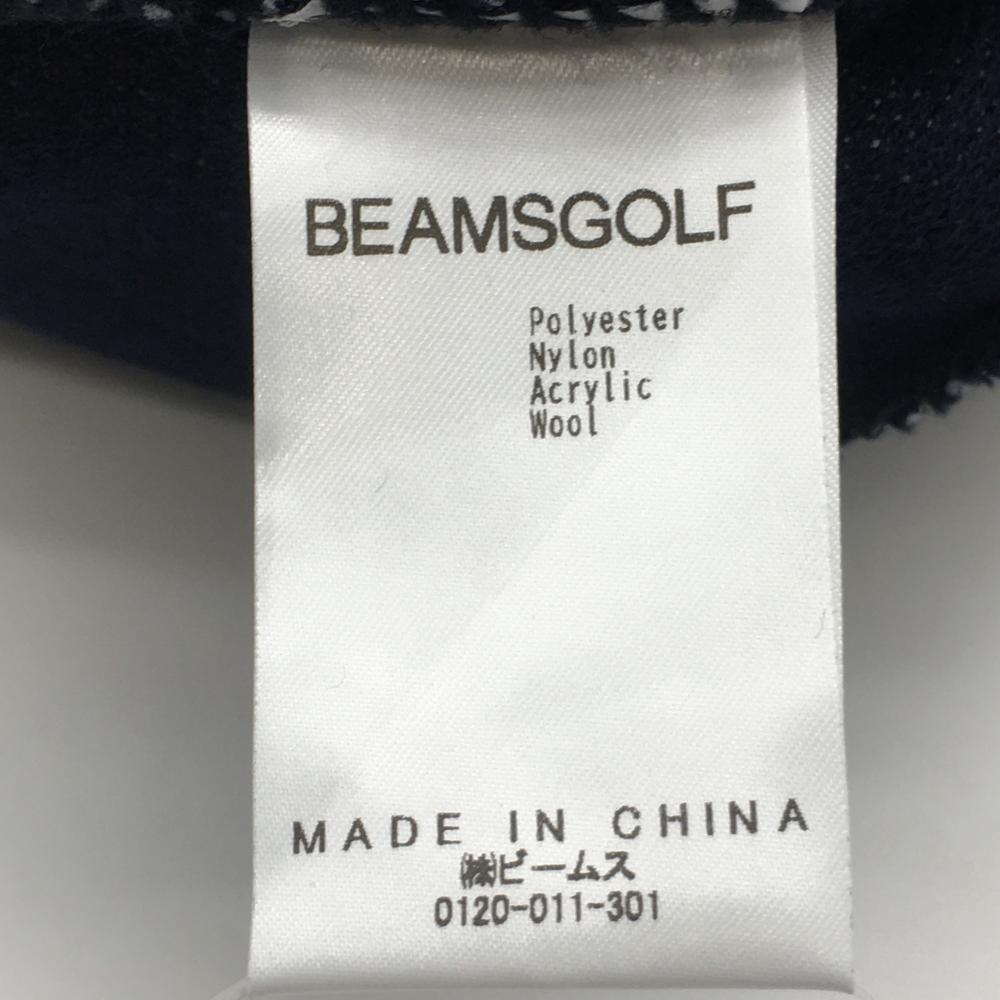 BEAMSGOLF
Polyester
Nylon
Acrylic
Wool
MADE IN CHINA
㈱ビームス
0120-011-301